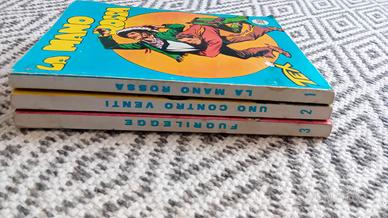 LA MANO
ROSSA
TEX
LA MANO ROSSA 1
UNO CONTRO VENTI 2
FUORILEGGE 3